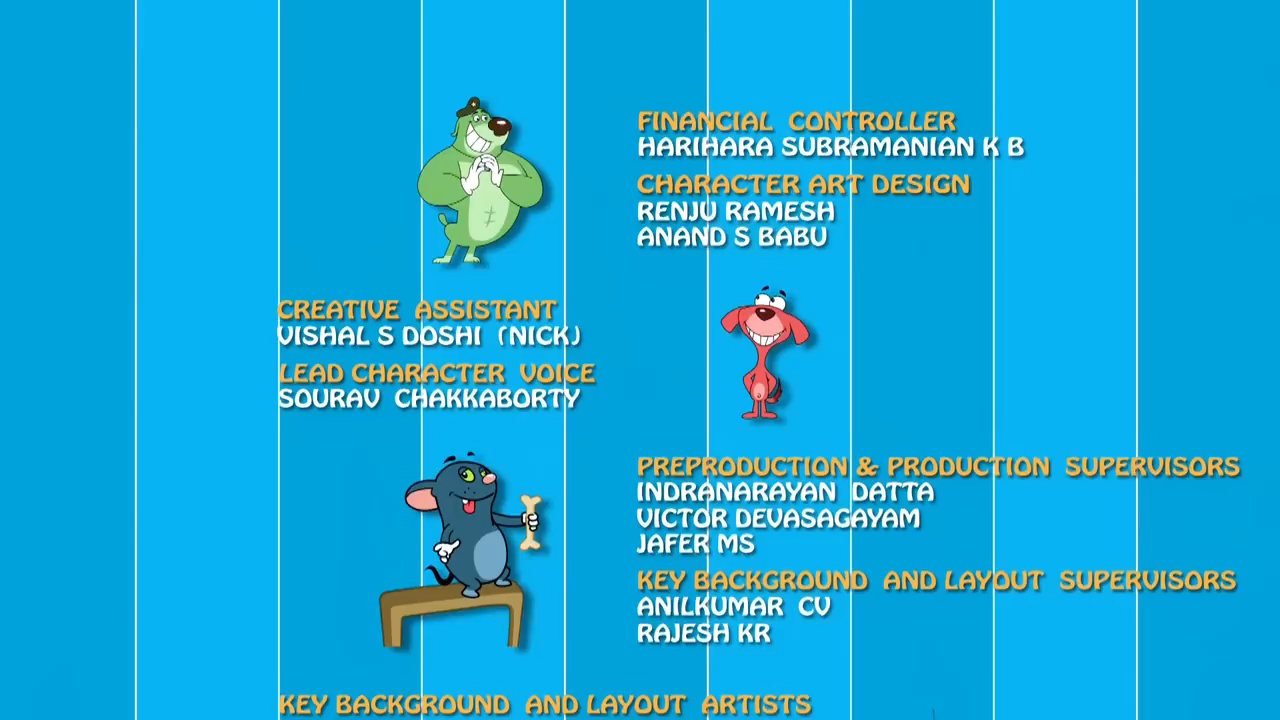 FINANCIAL CONTROLLER
HARIHARA SUBRAMANIAN K B
CHARACTER ART DESIGN
RENJU RAMESH
ANAND S BABU
CREATIVE ASSISTANT
VISHAL S DOSHI (NICK)
LEAD CHARACTER VOICE
SOURAV CHAKKABORTY
PREPRODUCTION & PRODUCTION SUPERVISORS
INDRANARAYAN DATTA
VICTOR DEVASAGAYAM
JAFER MS
KEY BACKGROUND AND LAYOUT SUPERVISORS
ANILKUMAR CV
RAJESH KR
KEY BACKGROUND AND LAYOUT ARTISTS